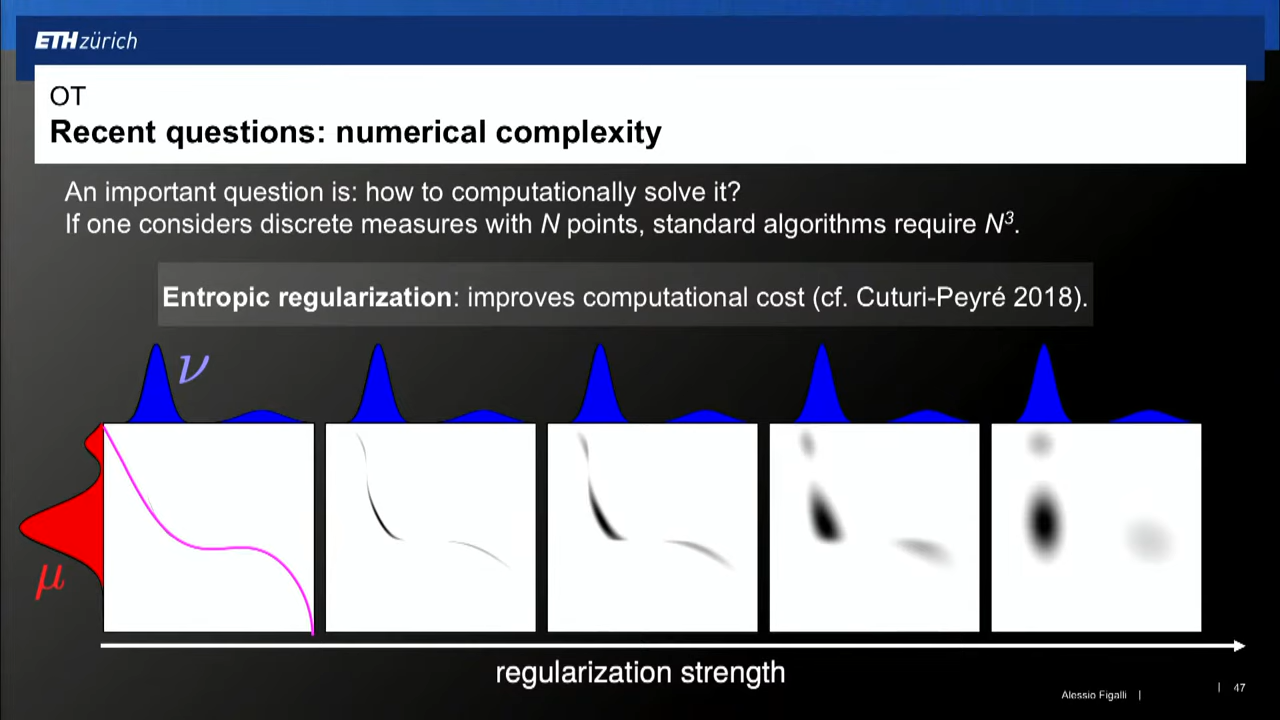 ETH zürich
OT
Recent questions: numerical complexity
An important question is: how to computationally solve it?
If one considers discrete measures with N points, standard algorithms require N³.
Entropic regularization: improves computational cost (cf. Cuturi-Peyré 2018).
ν
μ
regularization strength
Alessio Figalli | | 47